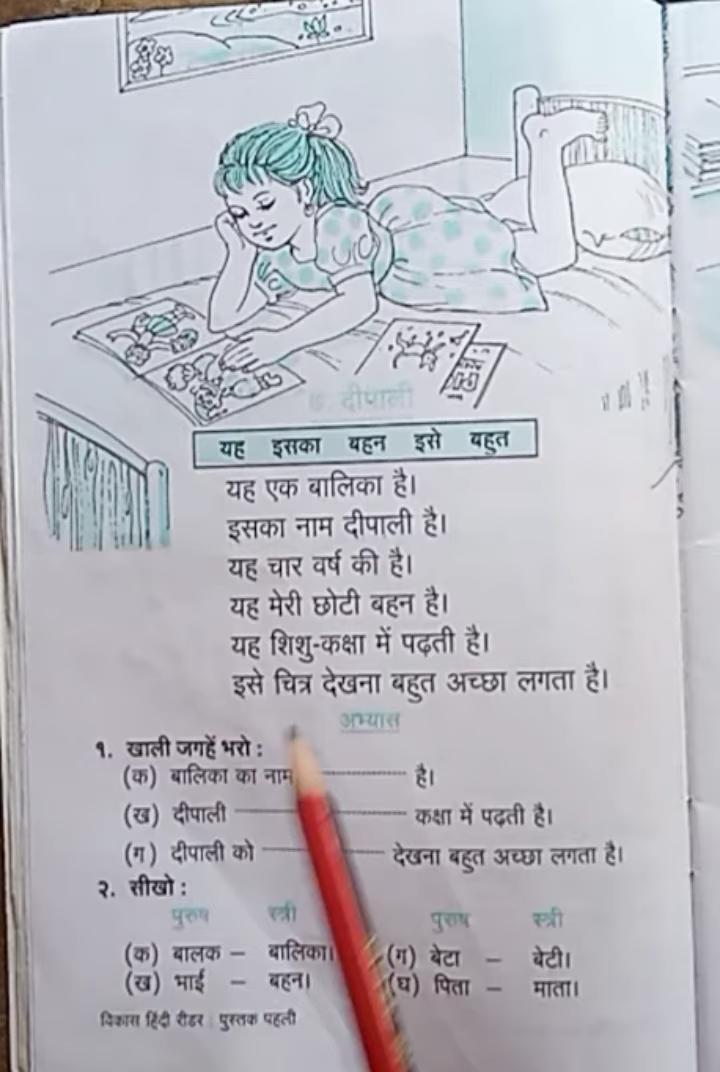 ७ दीपाली
यह इसका बहन इसे बहुत
यह एक बालिका है।
इसका नाम दीपाली है।
यह चार वर्ष की है।
यह मेरी छोटी बहन है।
यह शिशु-कक्षा में पढ़ती है।
इसे चित्र देखना बहुत अच्छा लगता है।
अभ्यास
१. खाली जगहें भरो :
(क) बालिका का नाम ---------- है।
(ख) दीपाली ---------- कक्षा में पढ़ती है।
(ग) दीपाली को ---------- देखना बहुत अच्छा लगता है।
२. सीखो :
पुरुष स्त्री पुरुष स्त्री
(क) बालक – बालिका। (ग) बेटा – बेटी।
(ख) भाई – बहन। (घ) पिता – माता।
विकास हिंदी रीडर : पुस्तक पहली